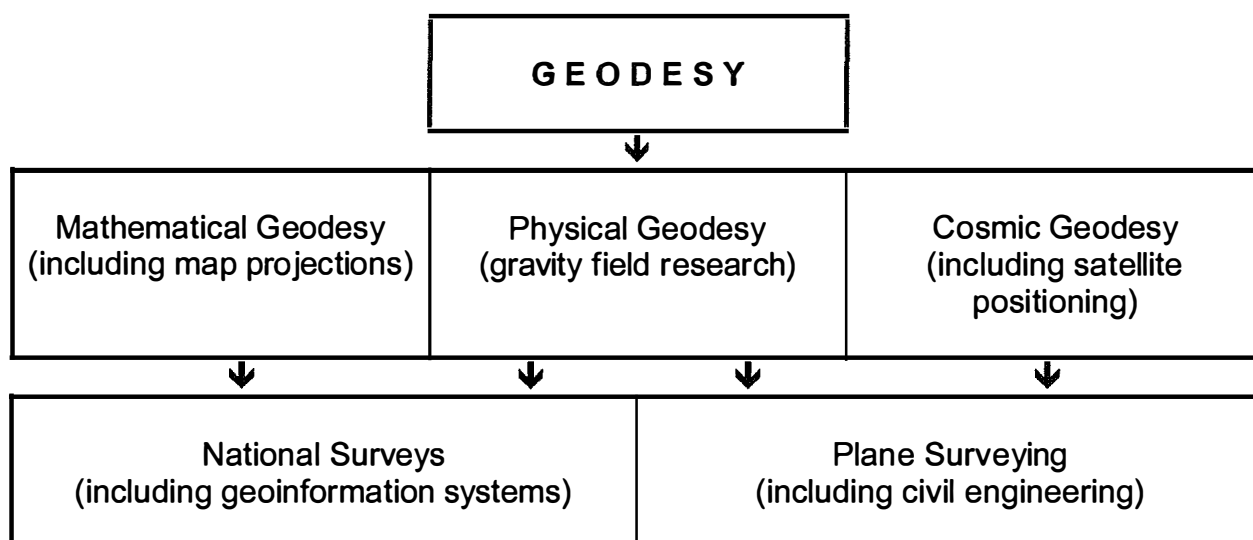 GEODESY
Mathematical Geodesy
(including map projections)
Physical Geodesy
(gravity field research)
Cosmic Geodesy
(including satellite
positioning)
National Surveys
(including geoinformation systems)
Plane Surveying
(including civil engineering)